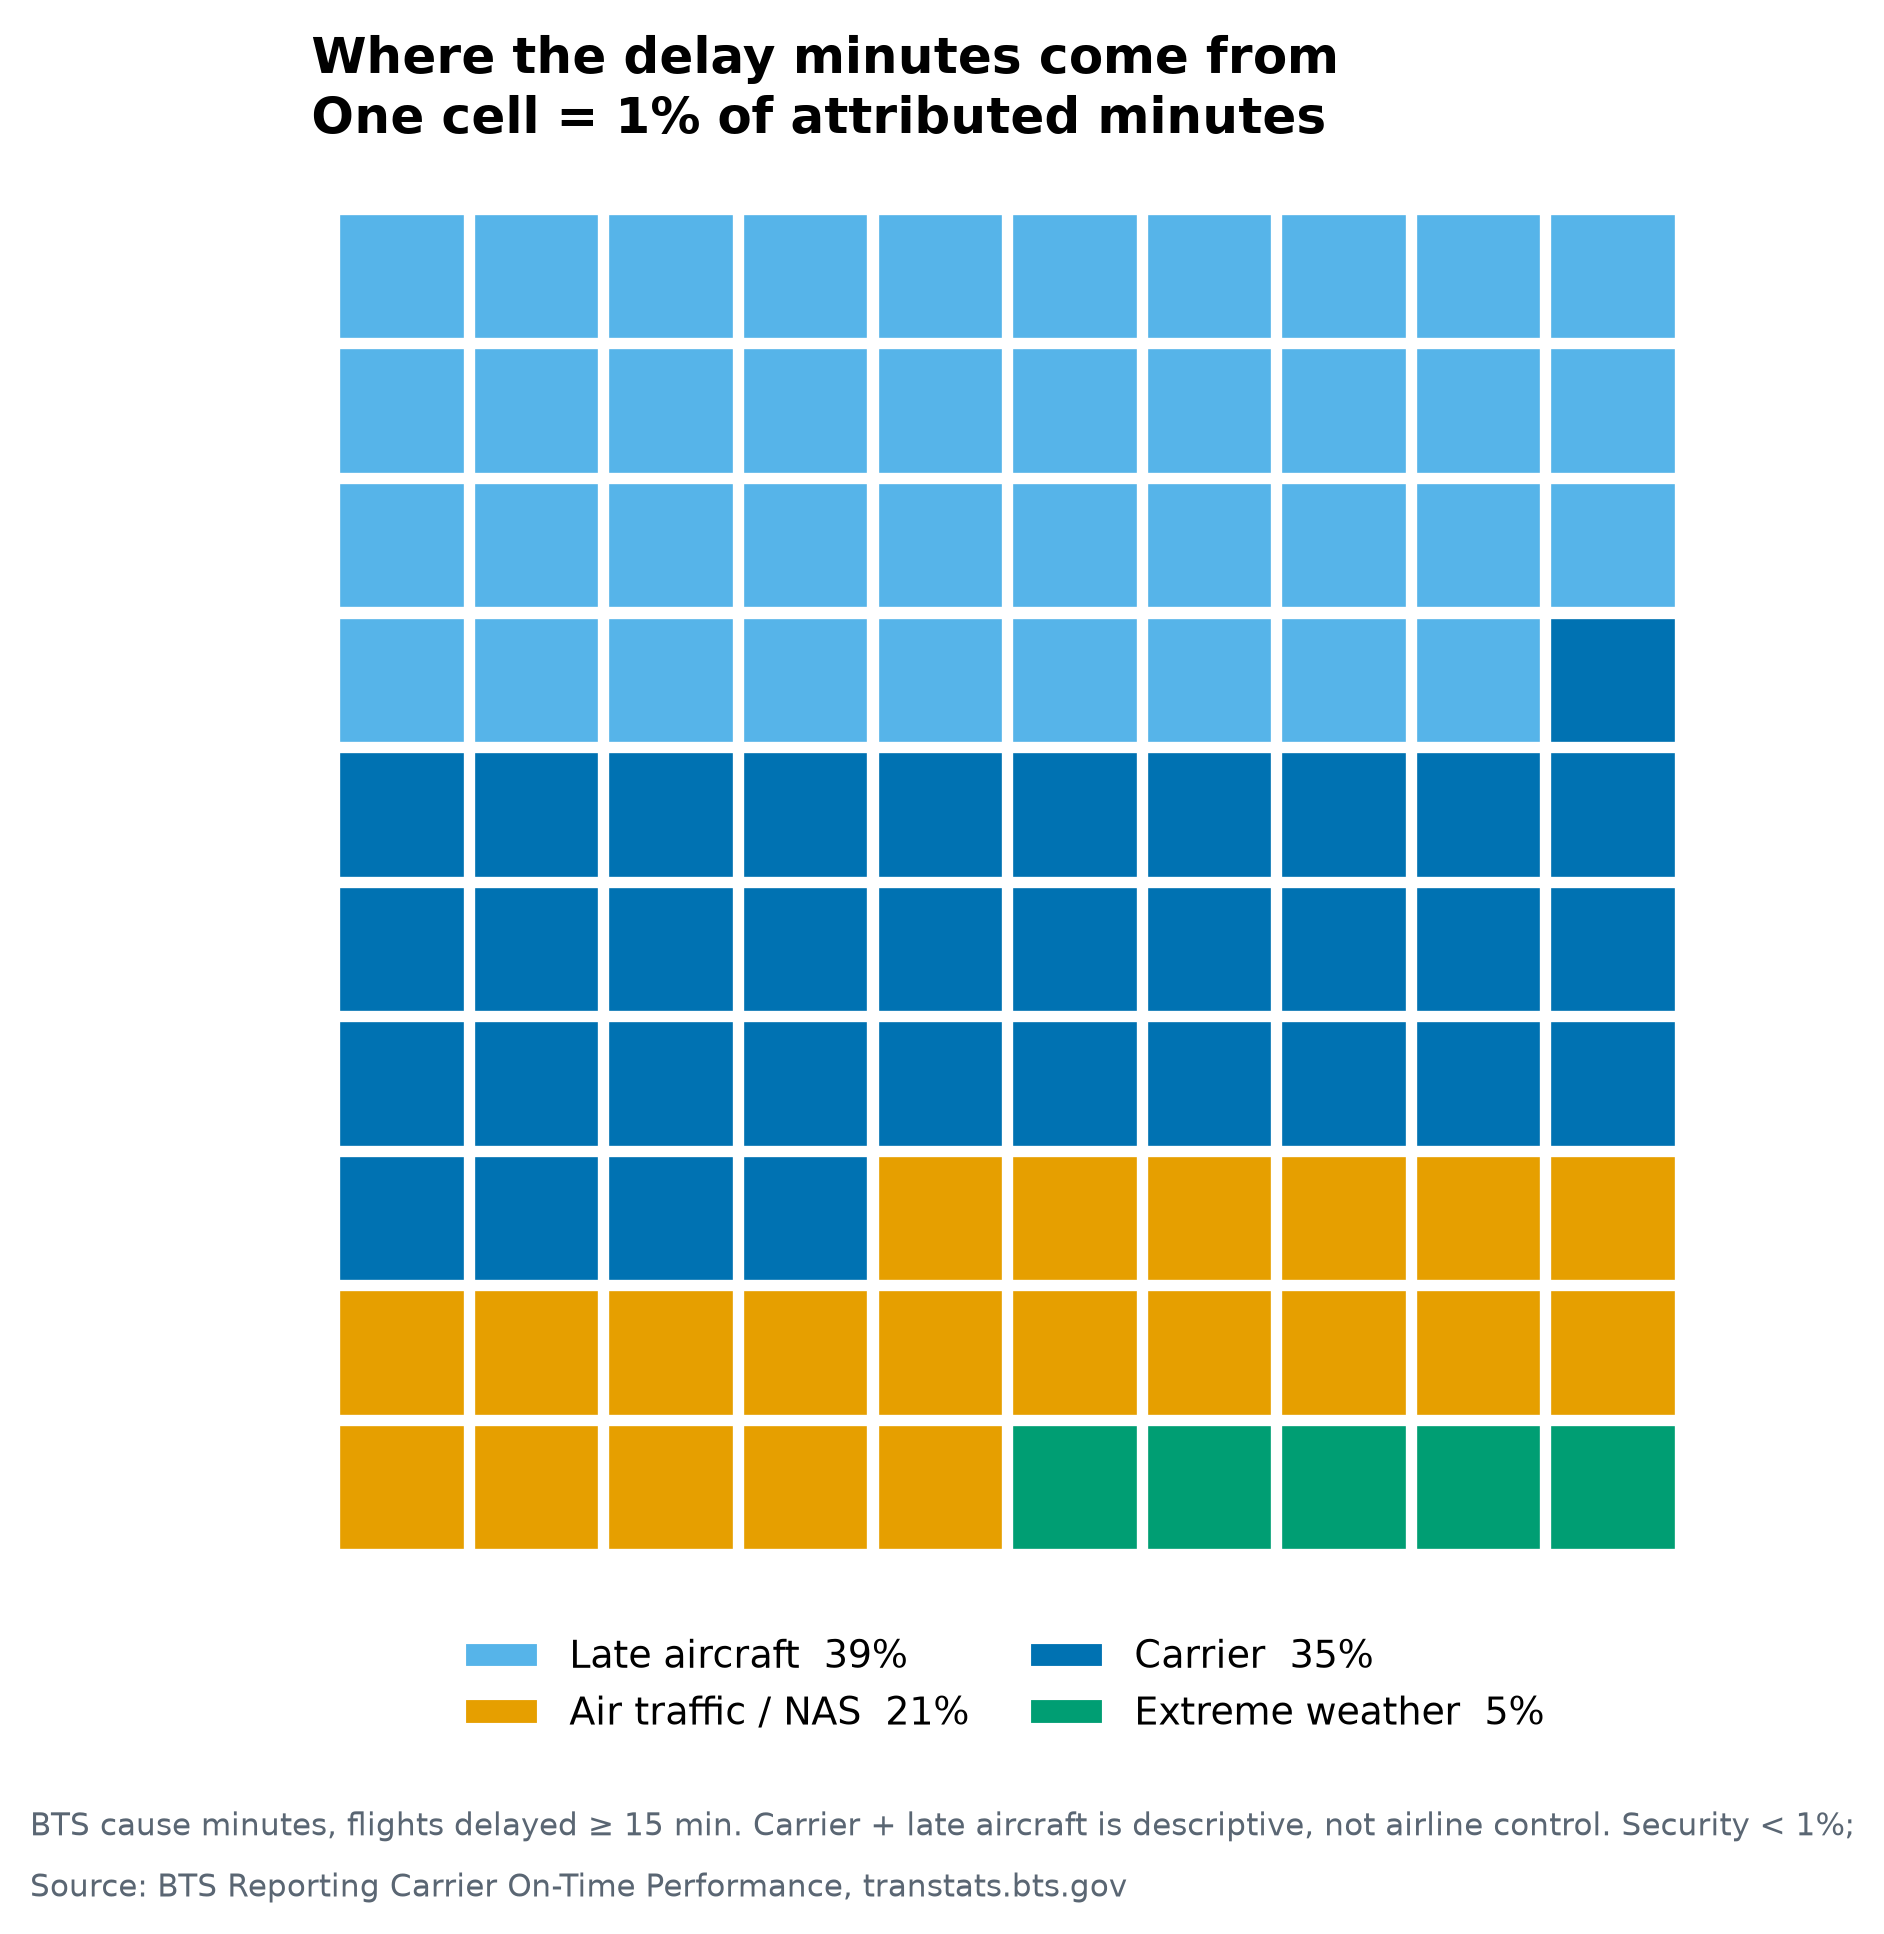 Where the delay minutes come from
One cell = 1% of attributed minutes
Late aircraft 39%
Carrier 35%
Air traffic / NAS 21%
Extreme weather 5%
BTS cause minutes, flights delayed ≥ 15 min. Carrier + late aircraft is descriptive, not airline control. Security < 1%;
Source: BTS Reporting Carrier On-Time Performance, transtats.bts.gov